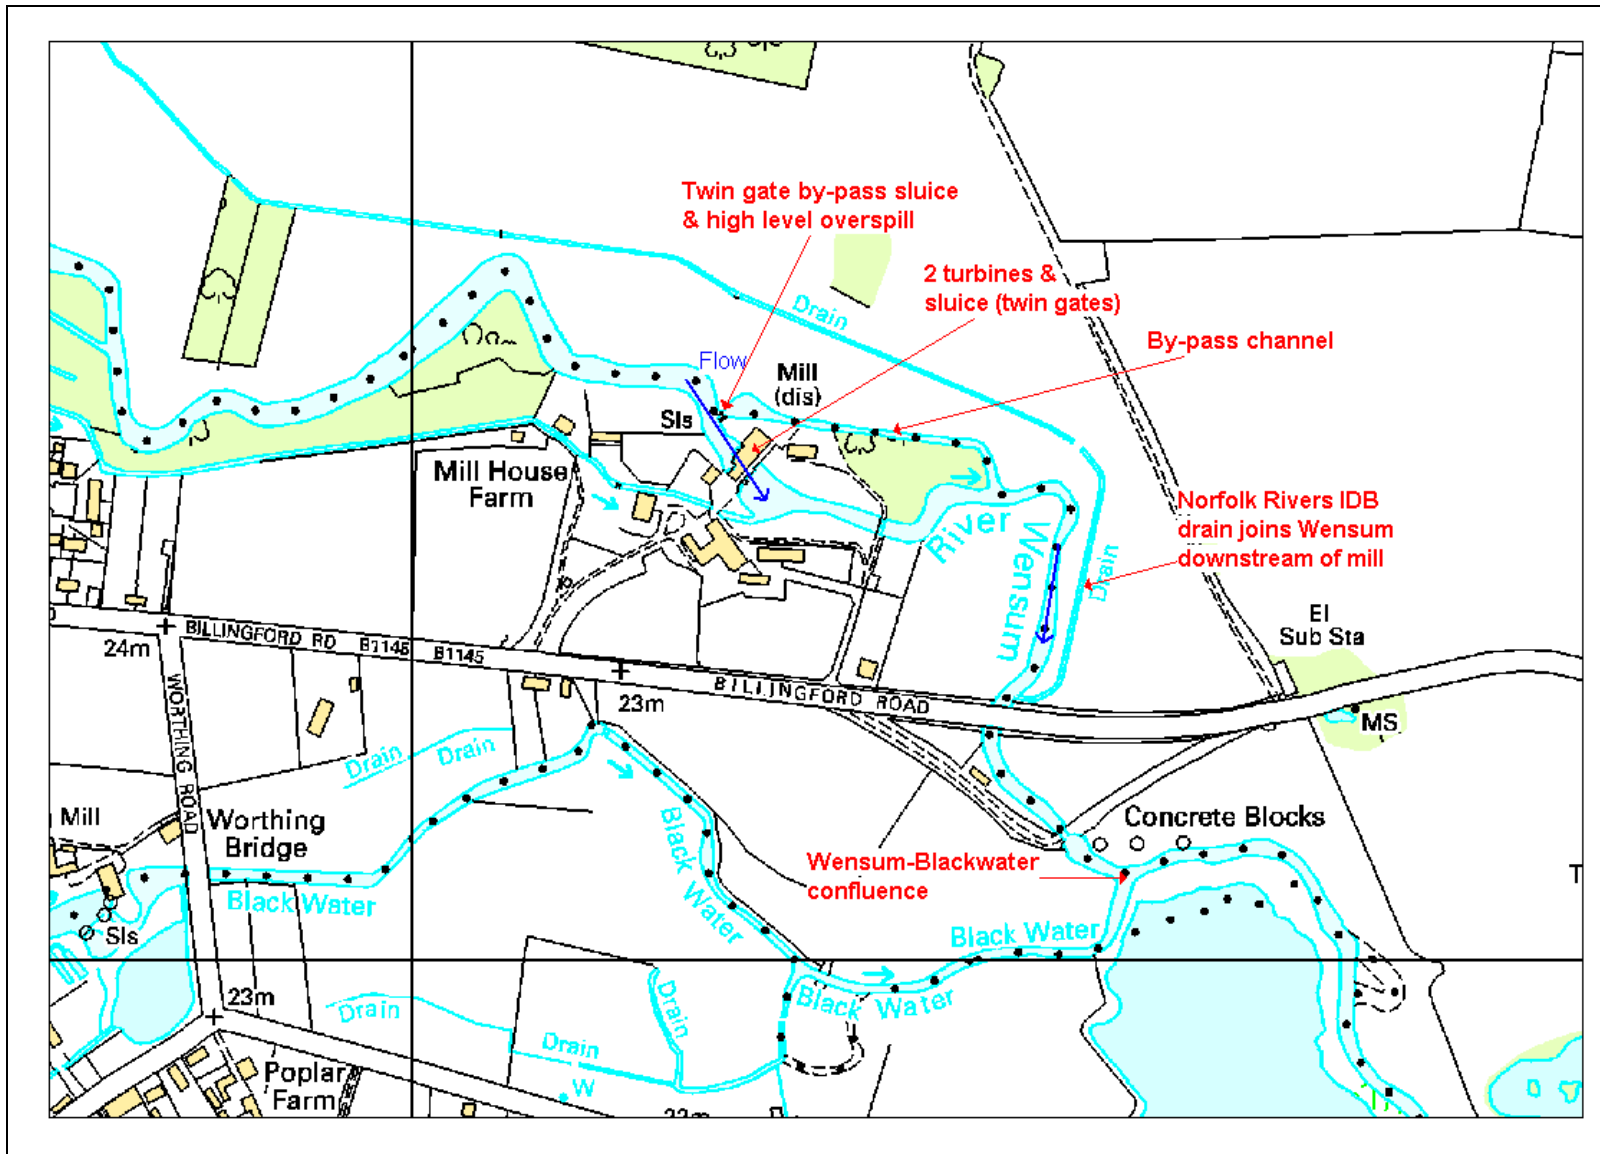 Twin gate by-pass sluice
& high level overspill
2 turbines &
sluice (twin gates)
Drain
By-pass channel
Flow
Mill
(dis)
Sls
Mill House
Farm
River
Wensum
Norfolk Rivers IDB
drain joins Wensum
downstream of mill
Drain
El
Sub Sta
24m
BILLINGFORD RD
B1145
B1145
23m
BILLINGFORD ROAD
MS
WORTHING ROAD
Drain
Drain
Mill
Worthing
Bridge
Black Water
Concrete Blocks
Wensum-Blackwater
confluence
Black Water
Sls
Black Water
23m
Drain
Drain
Black Water
Drain
W
Poplar
Farm
T